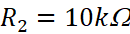 R₂ = 10kΩ